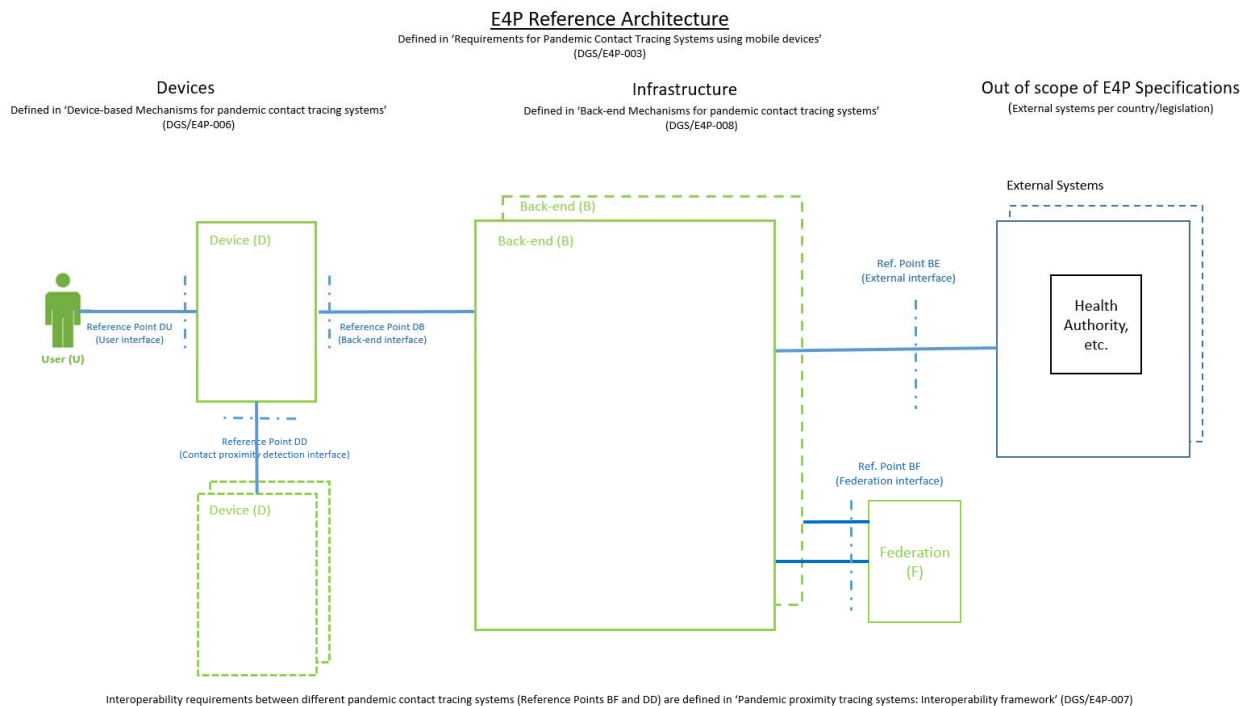 E4P Reference Architecture
Defined in ‘Requirements for Pandemic Contact Tracing Systems using mobile devices’
(DGS/E4P-003)
Devices
Defined in ‘Device-based Mechanisms for pandemic contact tracing systems’
(DGS/E4P-006)
Infrastructure
Defined in ‘Back-end Mechanisms for pandemic contact tracing systems’
(DGS/E4P-008)
Out of scope of E4P Specifications
(External systems per country/legislation)
External Systems
Back-end (B)
Device (D)
Back-end (B)
Ref. Point BE
(External interface)
Health
Authority,
etc.
Reference Point DU
(User interface)
Reference Point DB
(Back-end interface)
User (U)
Reference Point DD
(Contact proximity detection interface)
Ref. Point BF
(Federation interface)
Device (D)
Federation
(F)
Interoperability requirements between different pandemic contact tracing systems (Reference Points BF and DD) are defined in ‘Pandemic proximity tracing systems: Interoperability framework’ (DGS/E4P-007)